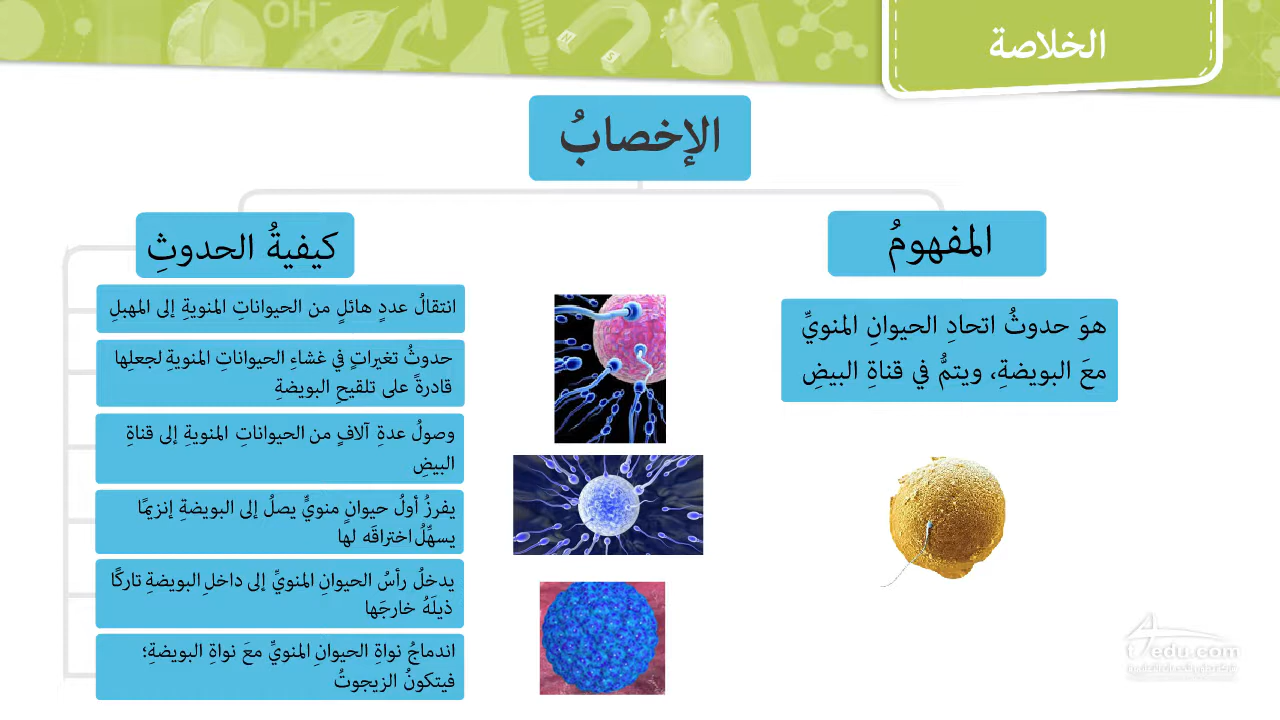 الخلاصة
الإخصابُ
المفهومُ
هوَ حدوثُ اتحادِ الحيوانِ المنويِّ
معَ البويضةِ، ويتمُّ في قناةِ البيضِ
كيفيةُ الحدوثِ
انتقالُ عددٍ هائلٍ من الحيواناتِ المنويةِ إلى المهبلِ
حدوثُ تغيراتٍ في غشاءِ الحيواناتِ المنويةِ لجعلِها
قادرةً على تلقيحِ البويضةِ
وصولُ عدةِ آلافٍ من الحيواناتِ المنويةِ إلى قناةِ
البيضِ
يفرزُ أولُ حيوانٍ منويٍّ يصلُ إلى البويضةِ إنزيمًا
يسهِّلُ اختراقَه لها
يدخلُ رأسُ الحيوانِ المنويِّ إلى داخلِ البويضةِ تاركًا
ذيلَهُ خارجَها
اندماجُ نواةِ الحيوانِ المنويِّ معَ نواةِ البويضةِ؛
فيتكونُ الزيجوتُ
OH⁻
N
S
edu.com